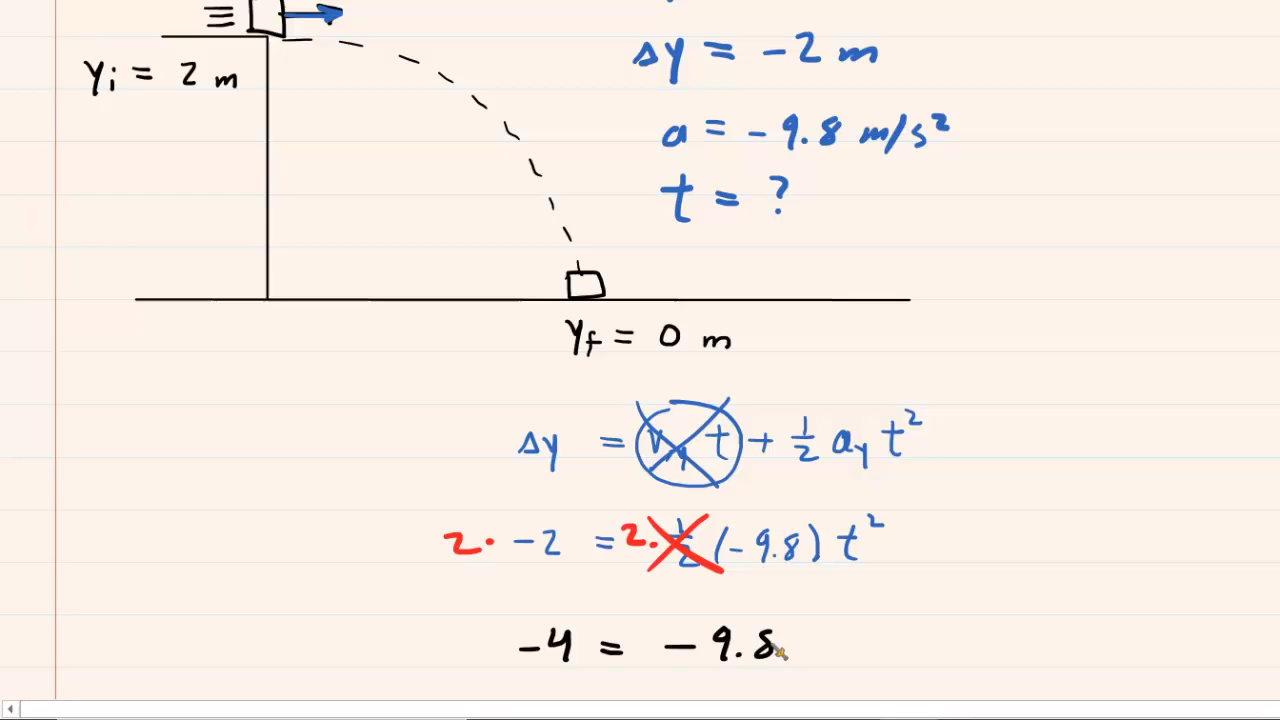 yi = 2 m
Δy = -2 m
a = -9.8 m/s²
t = ?
yf = 0 m
Δy = viy t + 1/2 ay t²
2· -2 = 2· 1/2 (-9.8) t²
-4 = -9.8